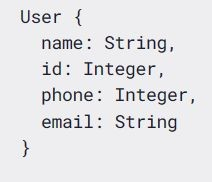 User {
  name: String,
  id: Integer,
  phone: Integer,
  email: String
}